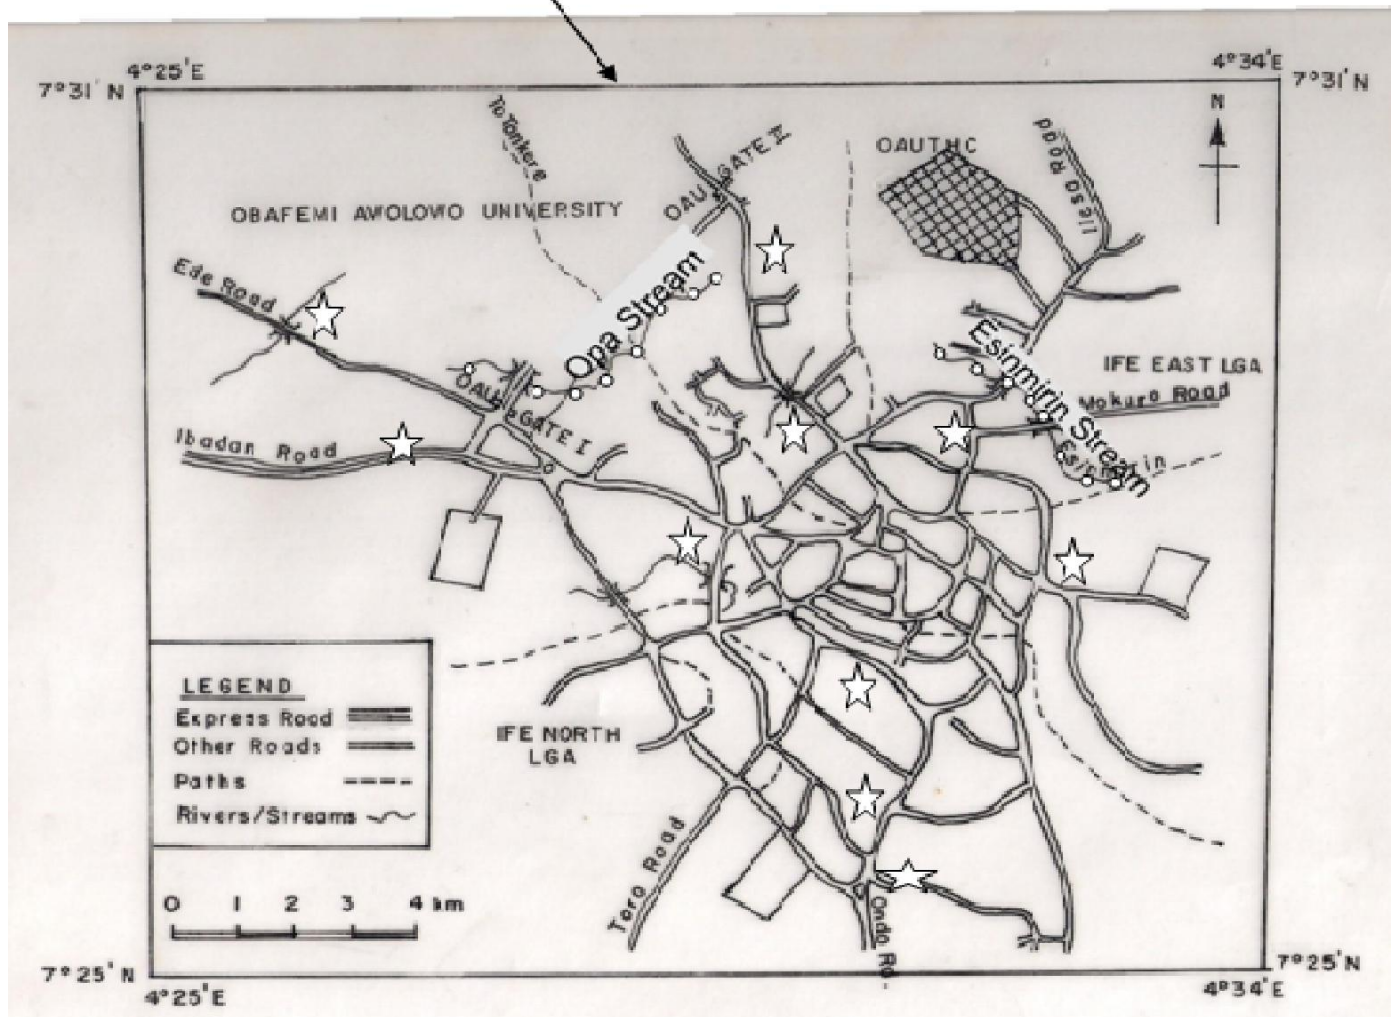 4°25'E
4°34'E
7°31' N
7°31' N
N
To Tonkere
OAU GATE II
OAUTHC
Ilesa Road
OBAFEMI AWOLOWO UNIVERSITY
Ede Road
Opa Stream
Esinmirin Stream
IFE EAST LGA
OAU GATE I
Mokuro Road
Ibadan Road
LEGEND
Express Road
Other Roads
Paths
Rivers/Streams
IFE NORTH
LGA
Toro Road
Ondo Rd
0 1 2 3 4 km
7°25' N
7°25' N
4°25'E
4°34'E